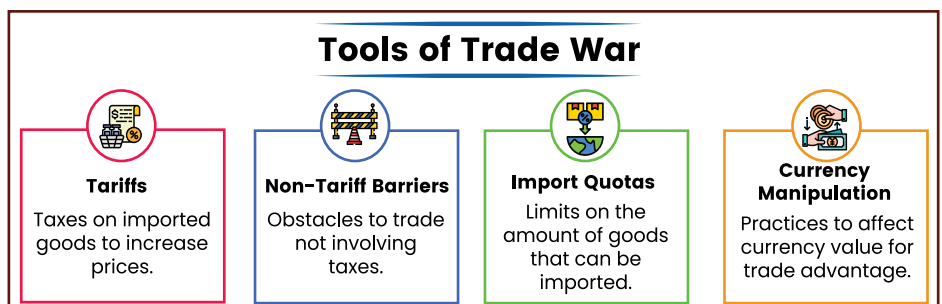 Tools of Trade War
Tariffs
Taxes on imported
goods to increase
prices.
Non-Tariff Barriers
Obstacles to trade
not involving
taxes.
Import Quotas
Limits on the
amount of goods
that can be
imported.
Currency
Manipulation
Practices to affect
currency value for
trade advantage.